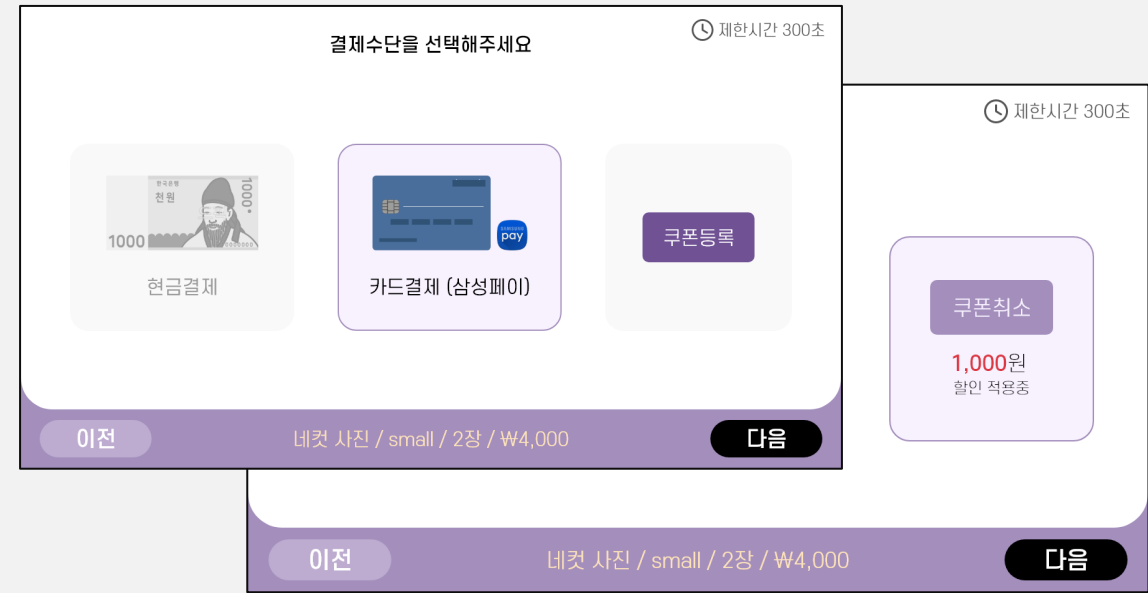 결제수단을 선택해주세요
제한시간 300초
한국은행
천원
1000
1000
현금결제
SAMSUNG
pay
카드결제 (삼성페이)
쿠폰등록
이전
네컷 사진 / small / 2장 / ₩4,000
다음
제한시간 300초
쿠폰취소
1,000원
할인 적용중
이전
네컷 사진 / small / 2장 / ₩4,000
다음